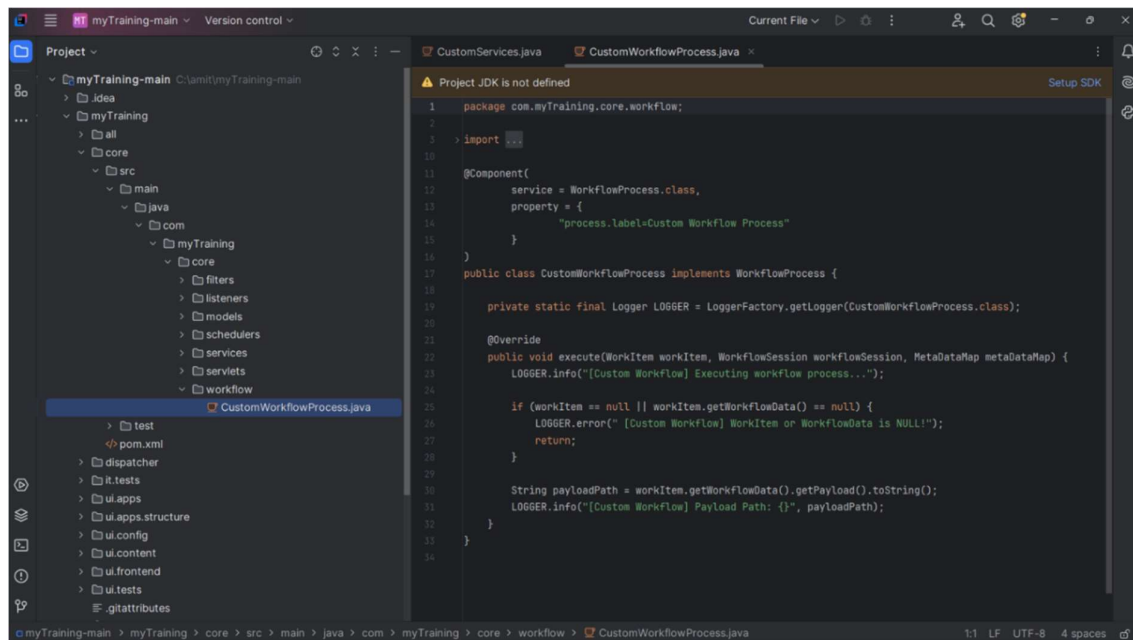 MT myTraining-main Version control Current File
Project
CustomServices.java CustomWorkflowProcess.java
myTraining-main C:\amit\myTraining-main
Project JDK is not defined Setup SDK
.idea
myTraining
all
core
src
main
java
com
myTraining
core
filters
listeners
models
schedulers
services
servlets
workflow
CustomWorkflowProcess.java
test
pom.xml
dispatcher
it.tests
ui.apps
ui.apps.structure
ui.config
ui.content
ui.frontend
ui.tests
.gitattributes
1 package com.myTraining.core.workflow;
2
3 import ...
10
11 @Component(
12 service = WorkflowProcess.class,
13 property = {
14 "process.label=Custom Workflow Process"
15 }
16 )
17 public class CustomWorkflowProcess implements WorkflowProcess {
18
19 private static final Logger LOGGER = LoggerFactory.getLogger(CustomWorkflowProcess.class);
20
21 @Override
22 public void execute(WorkItem workItem, WorkflowSession workflowSession, MetaDataMap metaDataMap) {
23 LOGGER.info("[Custom Workflow] Executing workflow process...");
24
25 if (workItem == null || workItem.getWorkflowData() == null) {
26 LOGGER.error(" [Custom Workflow] WorkItem or WorkflowData is NULL!");
27 return;
28 }
29
30 String payloadPath = workItem.getWorkflowData().getPayload().toString();
31 LOGGER.info("[Custom Workflow] Payload Path: {}", payloadPath);
32 }
33 }
34
myTraining-main > myTraining > core > src > main > java > com > myTraining > core > workflow > CustomWorkflowProcess.java 1:1 LF UTF-8 4 spaces